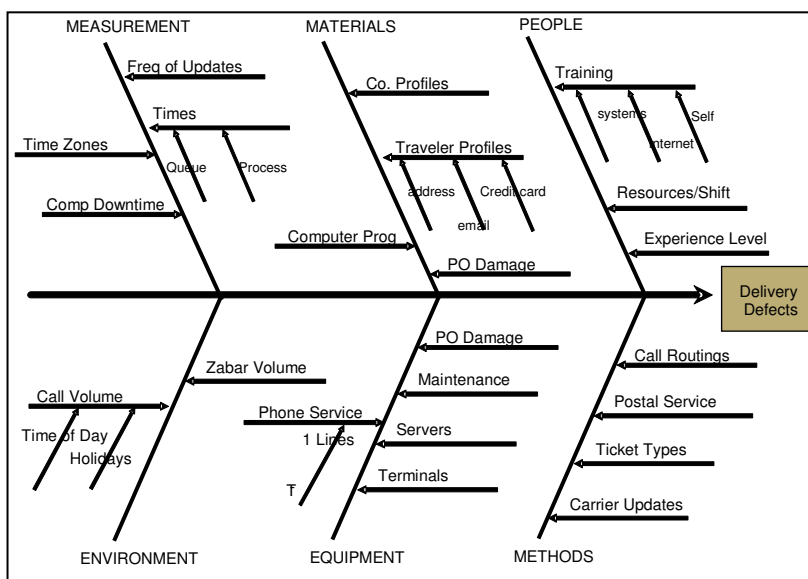 MEASUREMENT
MATERIALS
PEOPLE
Freq of Updates
Times
Queue
Process
Time Zones
Comp Downtime
Co. Profiles
Traveler Profiles
address
email
Credit card
Computer Prog
PO Damage
Training
systems
Internet
Self
Resources/Shift
Experience Level
Delivery
Defects
Zabar Volume
Call Volume
Time of Day
Holidays
PO Damage
Maintenance
Phone Service
1 Lines
T
Servers
Terminals
Call Routings
Postal Service
Ticket Types
Carrier Updates
ENVIRONMENT
EQUIPMENT
METHODS